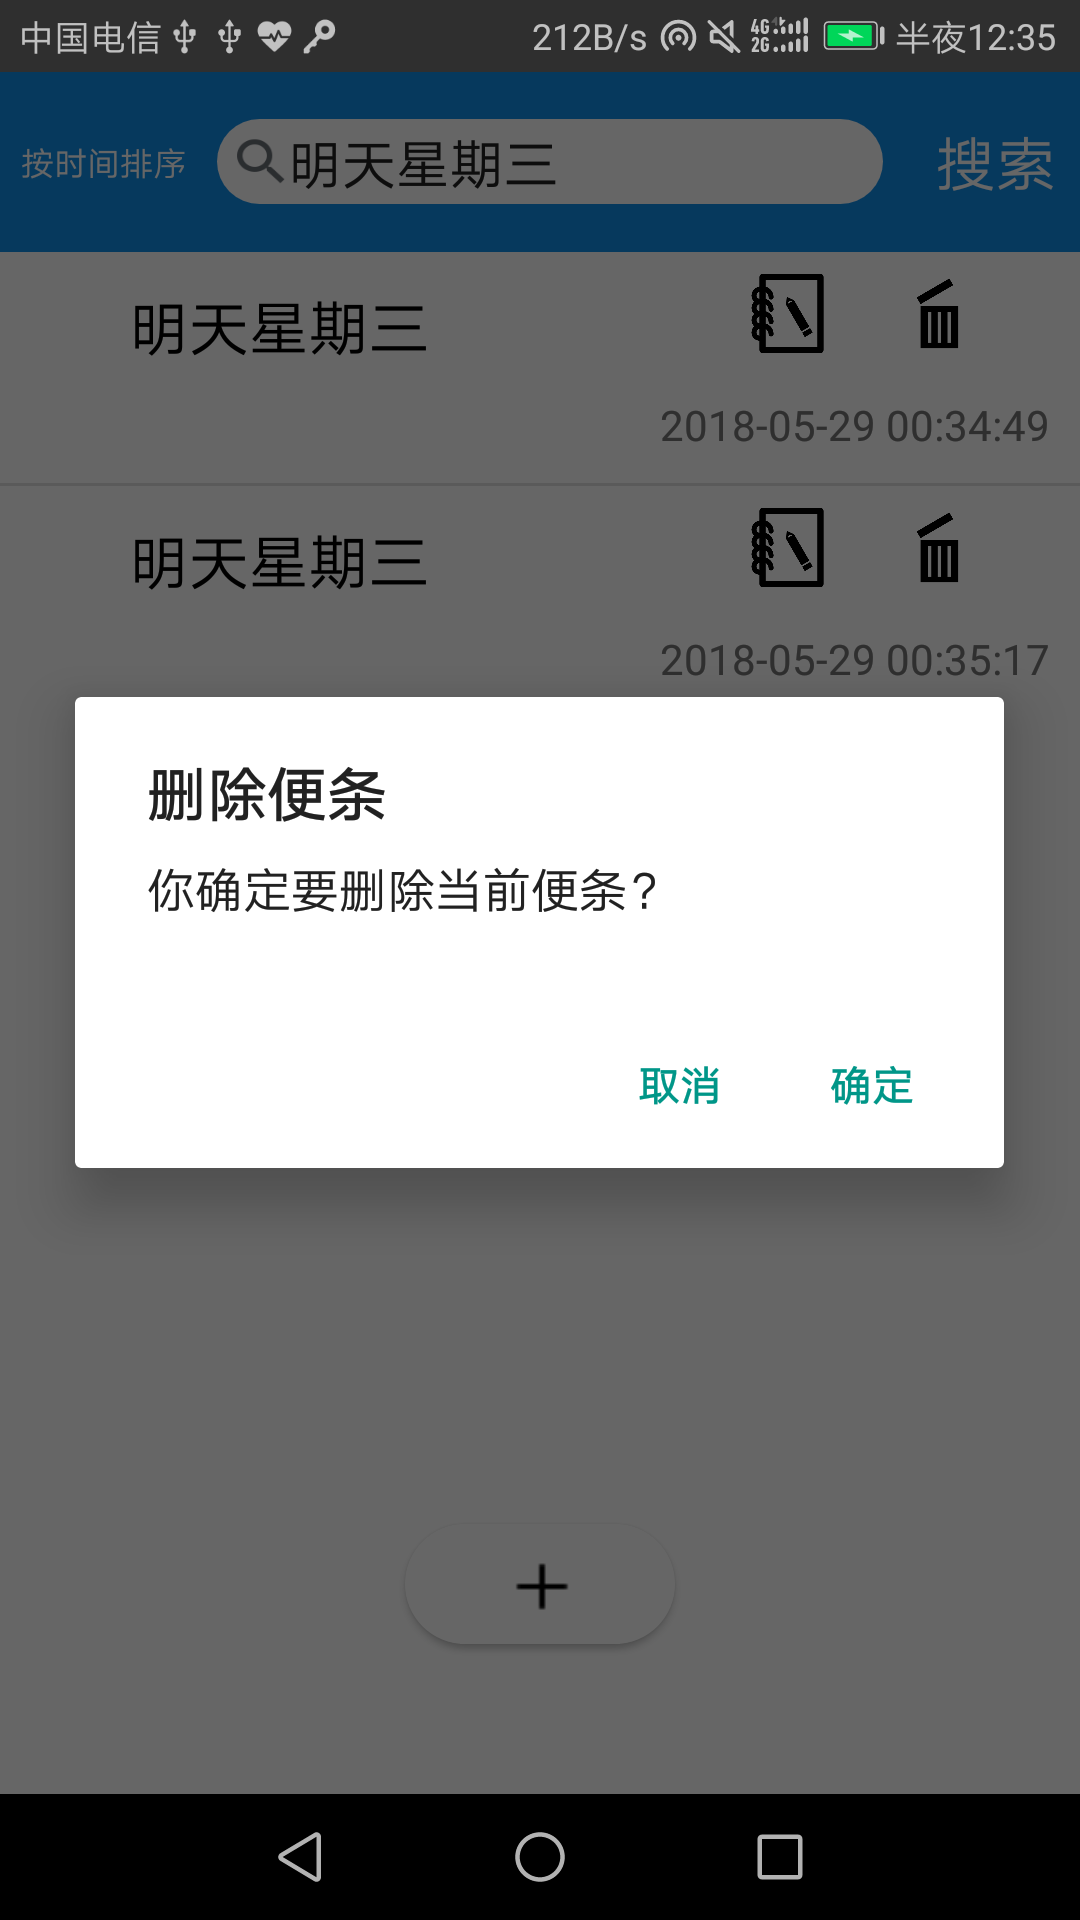 中国电信 212B/s 4G 2G 半夜12:35
按时间排序 明天星期三 搜索
明天星期三
2018-05-29 00:34:49
明天星期三
2018-05-29 00:35:17
删除便条
你确定要删除当前便条?
取消 确定